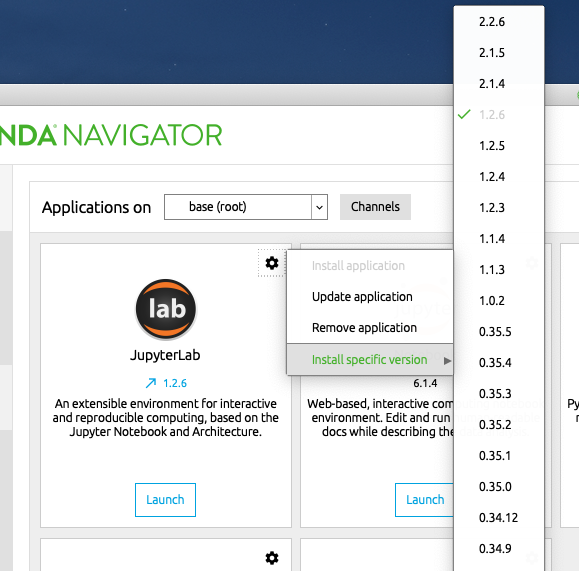 NDA NAVIGATOR
Applications on
base (root)
Channels
lab
JupyterLab
1.2.6
An extensible environment for interactive
and reproducible computing, based on the
Jupyter Notebook and Architecture.
Launch
Install application
Update application
Remove application
Install specific version
6.1.4
Web-based, interactive com
environment. Edit and run
docs while describing the
Launch
2.2.6
2.1.5
2.1.4
1.2.6
1.2.5
1.2.4
1.2.3
1.1.4
1.1.3
1.0.2
0.35.5
0.35.4
0.35.3
0.35.2
0.35.1
0.35.0
0.34.12
0.34.9
Py